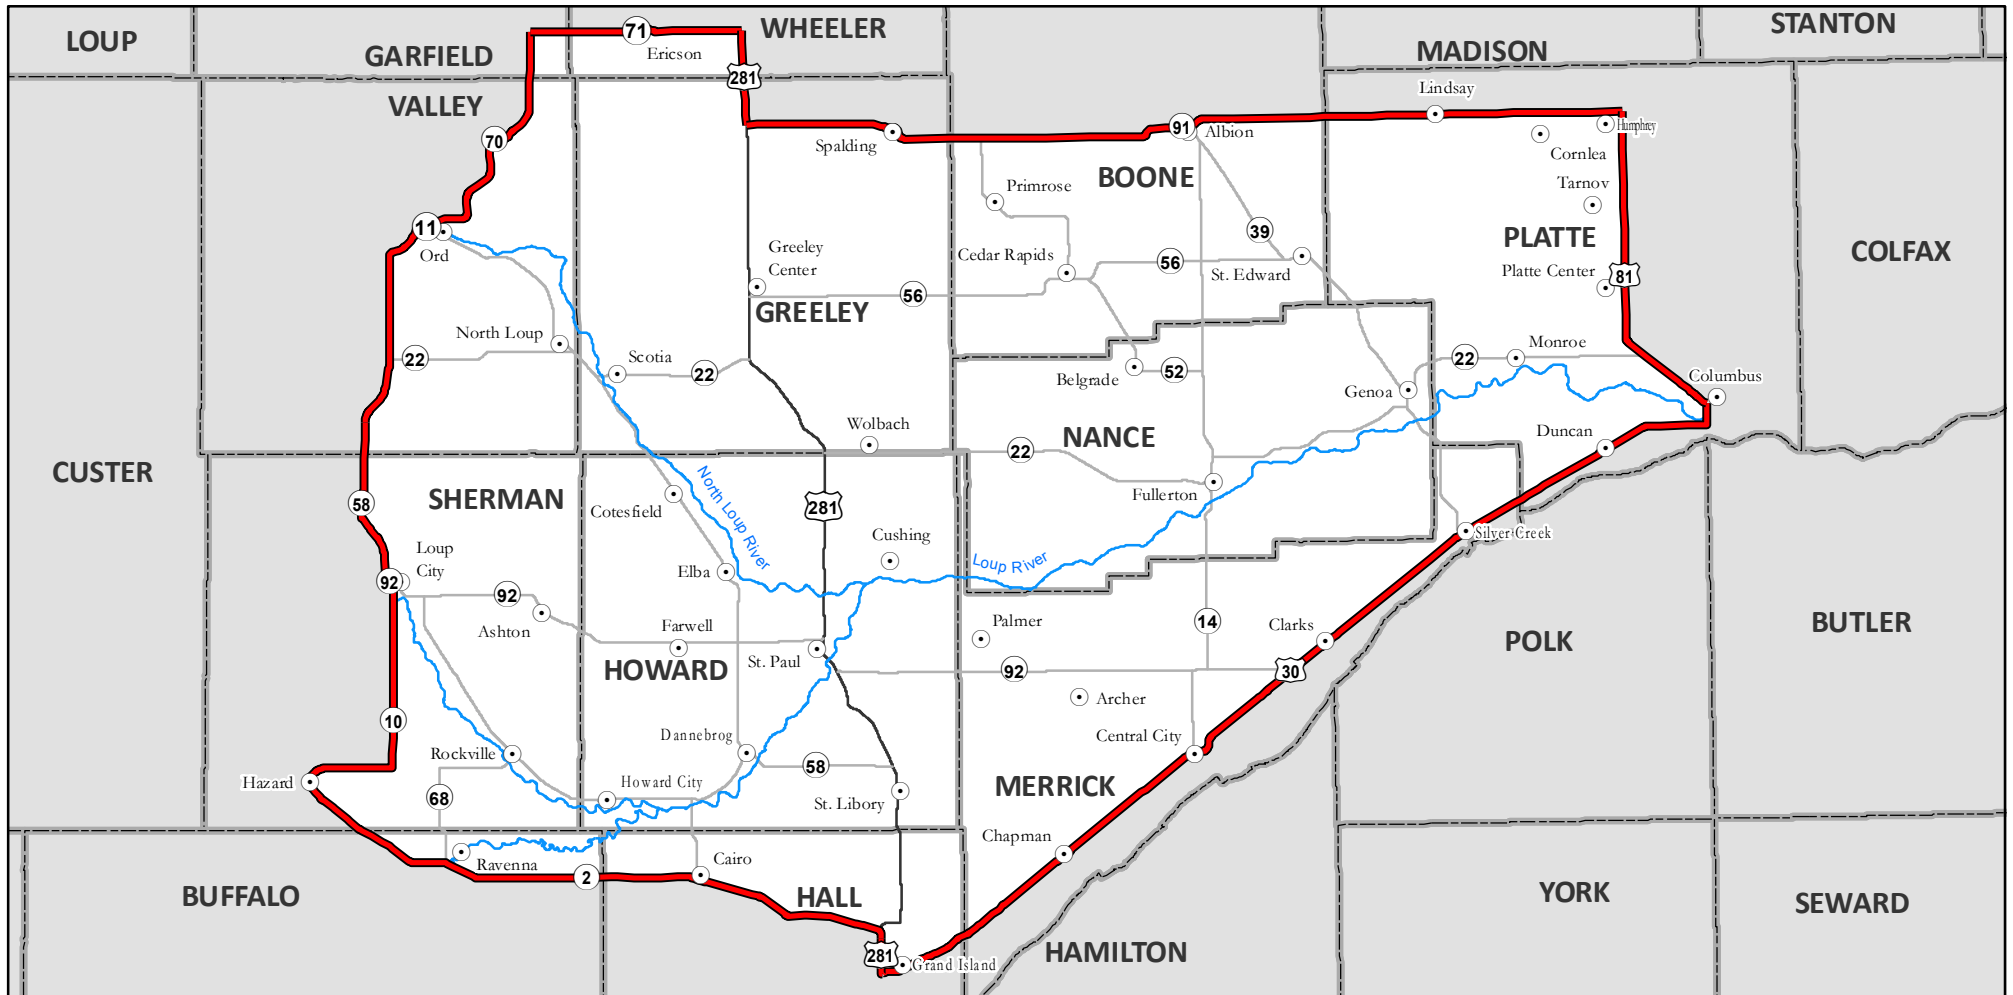 LOUP
GARFIELD
71
Ericson
WHEELER
MADISON
STANTON
281
VALLEY
70
Lindsay
Spalding
91
Albion
Humphrey
Cornlea
BOONE
Tarnov
Primrose
11
Ord
Greeley
Center
Cedar Rapids
39
56
St. Edward
PLATTE
Platte Center
81
COLFAX
56
GREELEY
North Loup
22
Scotia
22
Belgrade
52
22
Monroe
Genoa
Columbus
Wolbach
NANCE
22
Duncan
CUSTER
SHERMAN
58
Cotesfield
North Loup River
281
Fullerton
Cushing
Loup River
Silver Creek
Loup
City
92
92
Elba
Ashton
Farwell
Palmer
14
Clarks
POLK
BUTLER
HOWARD
St. Paul
92
30
10
Archer
Dannebrog
Central City
Rockville
58
Hazard
68
Howard City
St. Libory
MERRICK
Chapman
Ravenna
Cairo
2
BUFFALO
HALL
YORK
SEWARD
281
Grand Island
HAMILTON